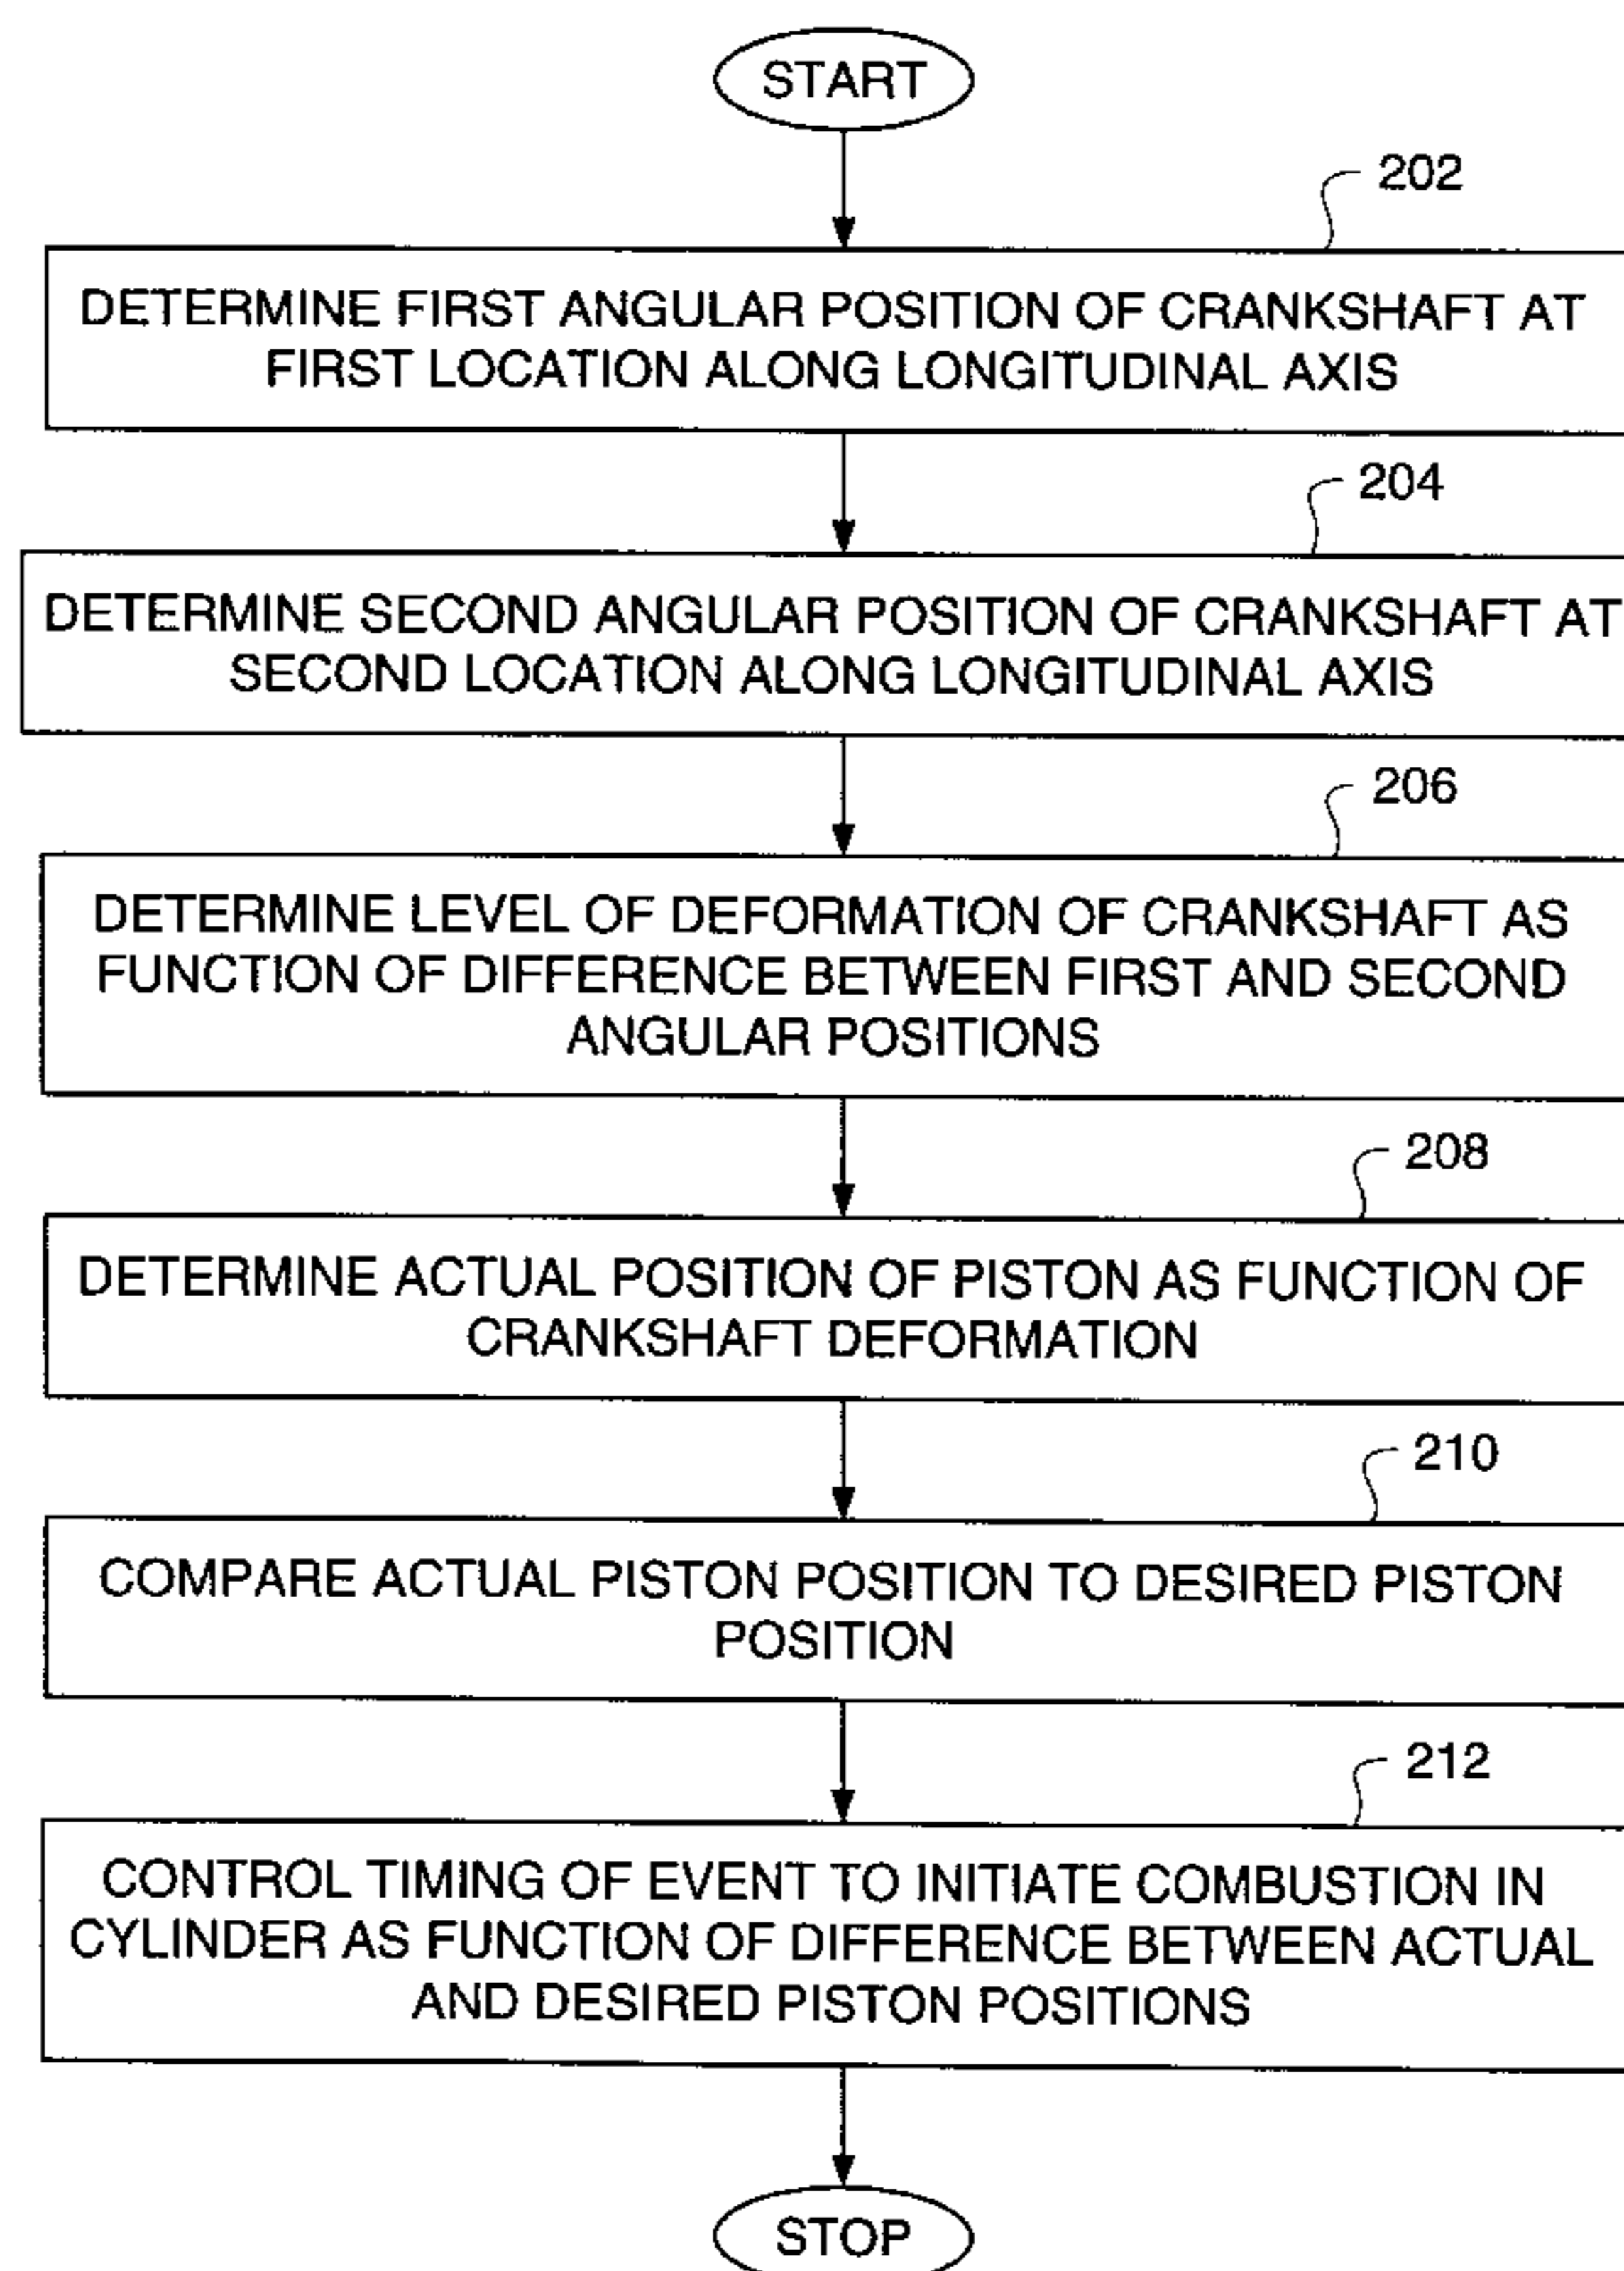 START
202
DETERMINE FIRST ANGULAR POSITION OF CRANKSHAFT AT
FIRST LOCATION ALONG LONGITUDINAL AXIS
204
DETERMINE SECOND ANGULAR POSITION OF CRANKSHAFT AT
SECOND LOCATION ALONG LONGITUDINAL AXIS
206
DETERMINE LEVEL OF DEFORMATION OF CRANKSHAFT AS
FUNCTION OF DIFFERENCE BETWEEN FIRST AND SECOND
ANGULAR POSITIONS
208
DETERMINE ACTUAL POSITION OF PISTON AS FUNCTION OF
CRANKSHAFT DEFORMATION
210
COMPARE ACTUAL PISTON POSITION TO DESIRED PISTON
POSITION
212
CONTROL TIMING OF EVENT TO INITIATE COMBUSTION IN
CYLINDER AS FUNCTION OF DIFFERENCE BETWEEN ACTUAL
AND DESIRED PISTON POSITIONS
STOP